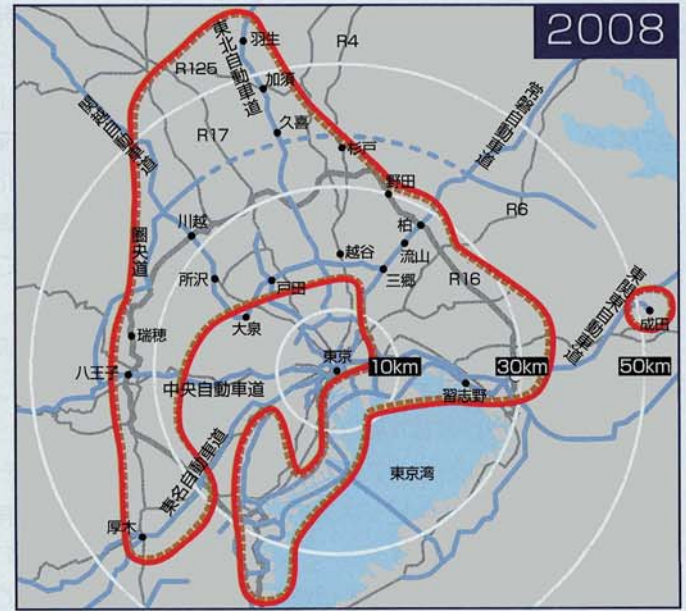 2008
東北自動車道
羽生
R4
R125
加須
関越自動車道
R17
久喜
常磐自動車道
杉戸
野田
R6
川越
柏
圏央道
越谷
流山
所沢
戸田
三郷
R16
東関東自動車道
大泉
成田
瑞穂
東京
10km
30km
50km
八王子
中央自動車道
習志野
東名自動車道
東京湾
厚木